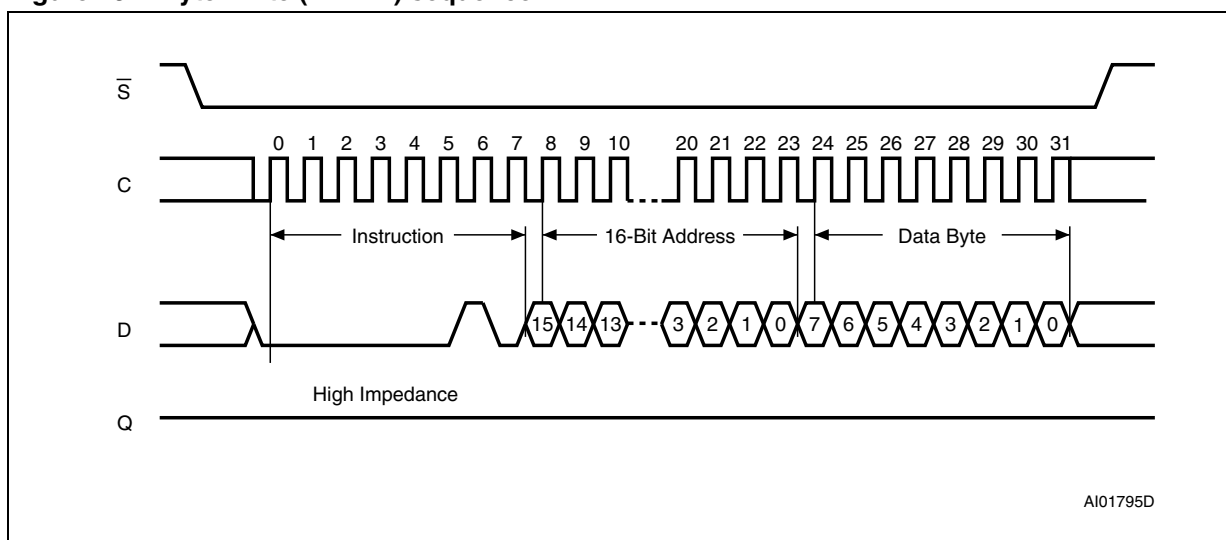 S̅
0 1 2 3 4 5 6 7 8 9 10 20 21 22 23 24 25 26 27 28 29 30 31
C
Instruction 16-Bit Address Data Byte
D 15 14 13 3 2 1 0 7 6 5 4 3 2 1 0
High Impedance
Q
AI01795D